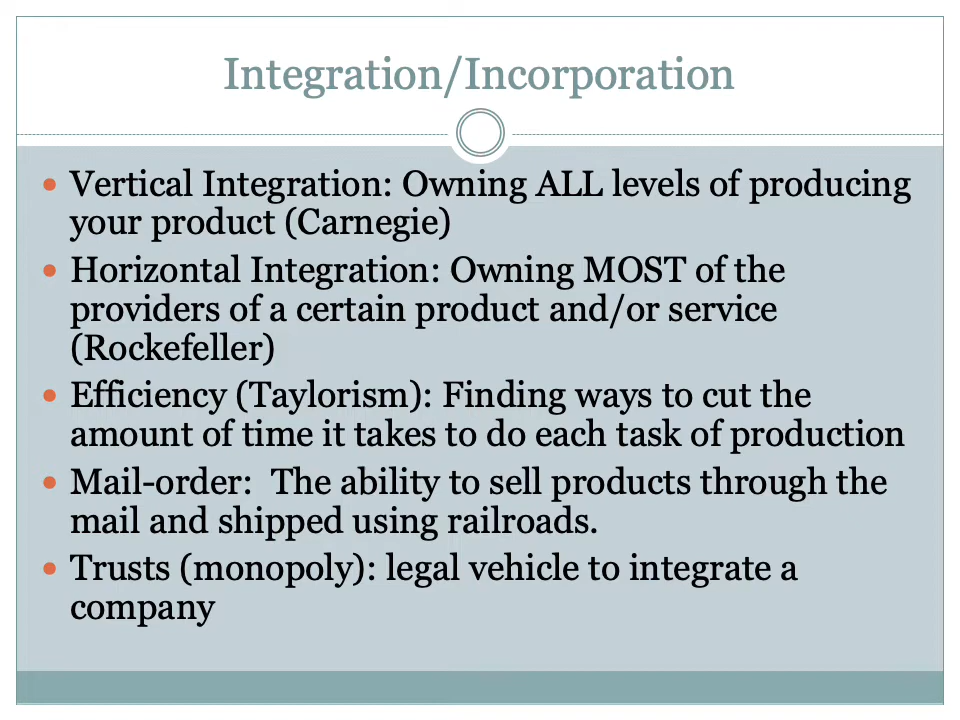 Integration/Incorporation
• Vertical Integration: Owning ALL levels of producing
your product (Carnegie)
• Horizontal Integration: Owning MOST of the
providers of a certain product and/or service
(Rockefeller)
• Efficiency (Taylorism): Finding ways to cut the
amount of time it takes to do each task of production
• Mail-order:  The ability to sell products through the
mail and shipped using railroads.
• Trusts (monopoly): legal vehicle to integrate a
company